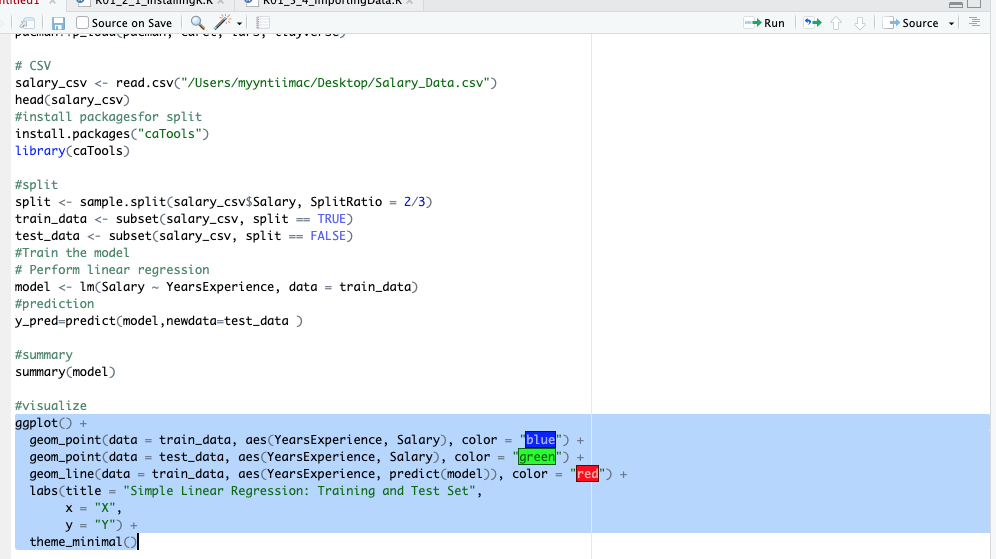 Untitled1* R01_2_1_InstallingR.R R01_3_4_ImportingData.R
Source on Save Run Source
pacman::p_load(pacman, caret, lars, tidyverse)
# CSV
salary_csv <- read.csv("/Users/myyntiimac/Desktop/Salary_Data.csv")
head(salary_csv)
#install packagesfor split
install.packages("caTools")
library(caTools)
#split
split <- sample.split(salary_csv$Salary, SplitRatio = 2/3)
train_data <- subset(salary_csv, split == TRUE)
test_data <- subset(salary_csv, split == FALSE)
#Train the model
# Perform linear regression
model <- lm(Salary ~ YearsExperience, data = train_data)
#prediction
y_pred=predict(model,newdata=test_data )
#summary
summary(model)
#visualize
ggplot() +
  geom_point(data = train_data, aes(YearsExperience, Salary), color = "blue") +
  geom_point(data = test_data, aes(YearsExperience, Salary), color = "green") +
  geom_line(data = train_data, aes(YearsExperience, predict(model)), color = "red") +
  labs(title = "Simple Linear Regression: Training and Test Set",
       x = "X",
       y = "Y") +
  theme_minimal()